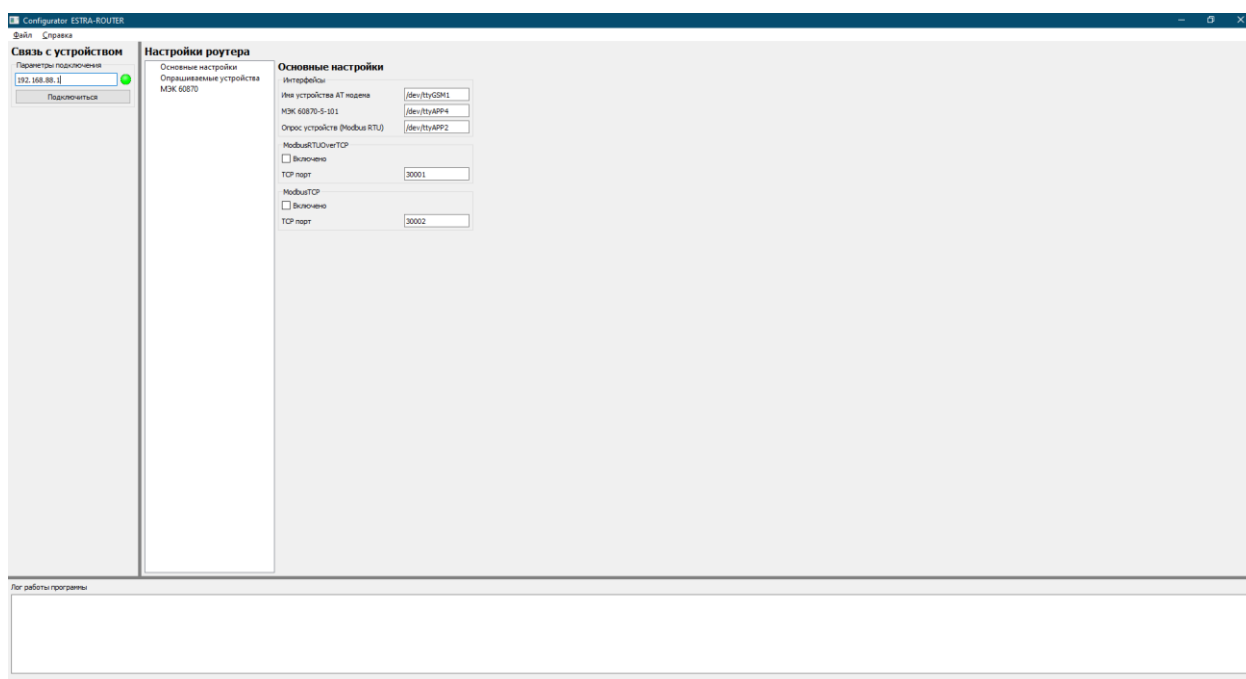 Configurator ESTRA-ROUTER
Файл Справка
Связь с устройством
Параметры подключения
192.168.88.1
Подключиться
Настройки роутера
Основные настройки
Опрашиваемые устройства
МЭК 60870
Основные настройки
Интерфейсы
Имя устройства AT модема /dev/ttyGSM1
МЭК 60870-5-101 /dev/ttyAPP4
Опрос устройств (Modbus RTU) /dev/ttyAPP2
ModbusRTUOverTCP
Включено
TCP порт 30001
ModbusTCP
Включено
TCP порт 30002
Лог работы программы